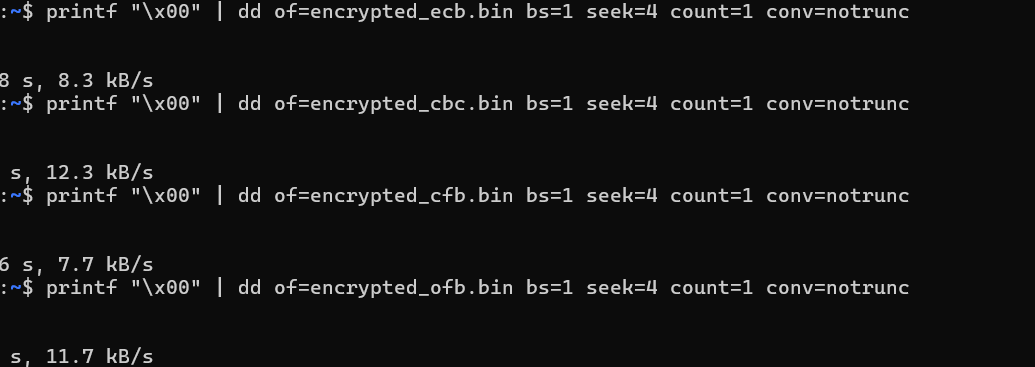 :~$ printf "\x00" | dd of=encrypted_ecb.bin bs=1 seek=4 count=1 conv=notrunc
8 s, 8.3 kB/s
:~$ printf "\x00" | dd of=encrypted_cbc.bin bs=1 seek=4 count=1 conv=notrunc
s, 12.3 kB/s
:~$ printf "\x00" | dd of=encrypted_cfb.bin bs=1 seek=4 count=1 conv=notrunc
6 s, 7.7 kB/s
:~$ printf "\x00" | dd of=encrypted_ofb.bin bs=1 seek=4 count=1 conv=notrunc
s, 11.7 kB/s